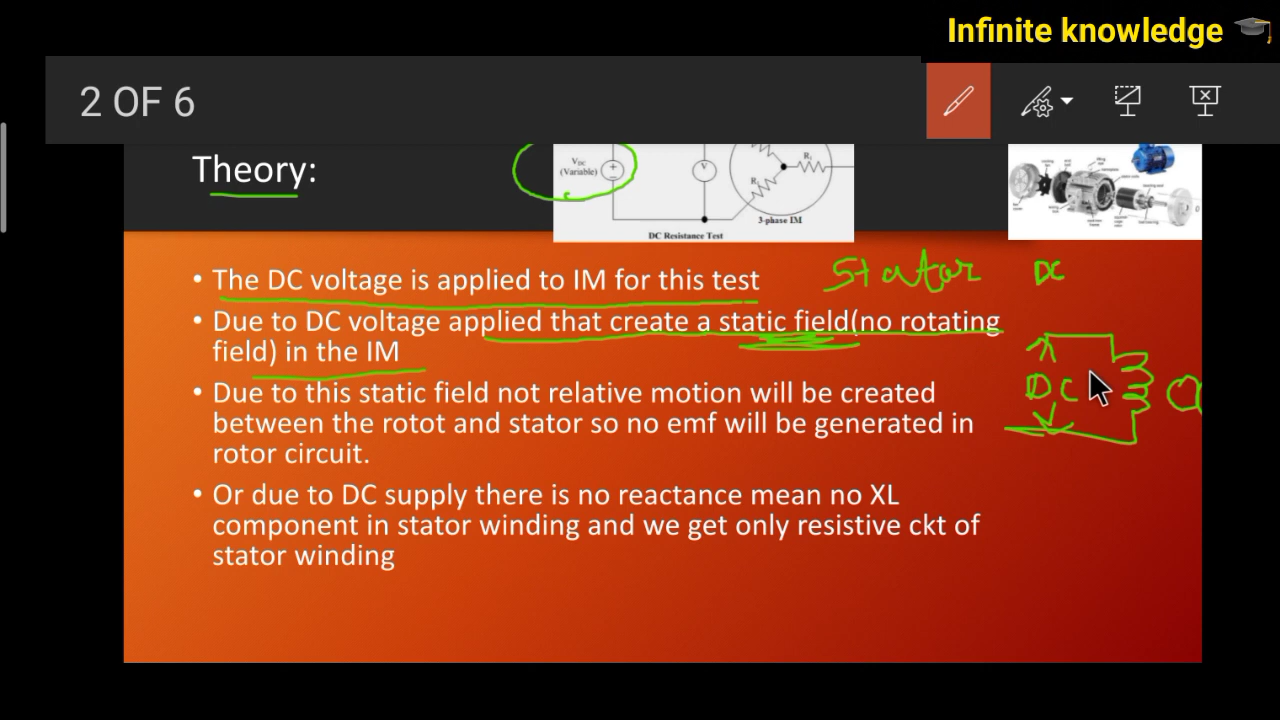 Infinite knowledge
2 OF 6
Theory:
VDC
(Variable)
V
R1
3-phase IM
DC Resistance Test
• The DC voltage is applied to IM for this test
Stator DC
• Due to DC voltage applied that create a static field(no rotating
field) in the IM
DC
• Due to this static field not relative motion will be created
between the rotot and stator so no emf will be generated in
rotor circuit.
• Or due to DC supply there is no reactance mean no XL
component in stator winding and we get only resistive ckt of
stator winding